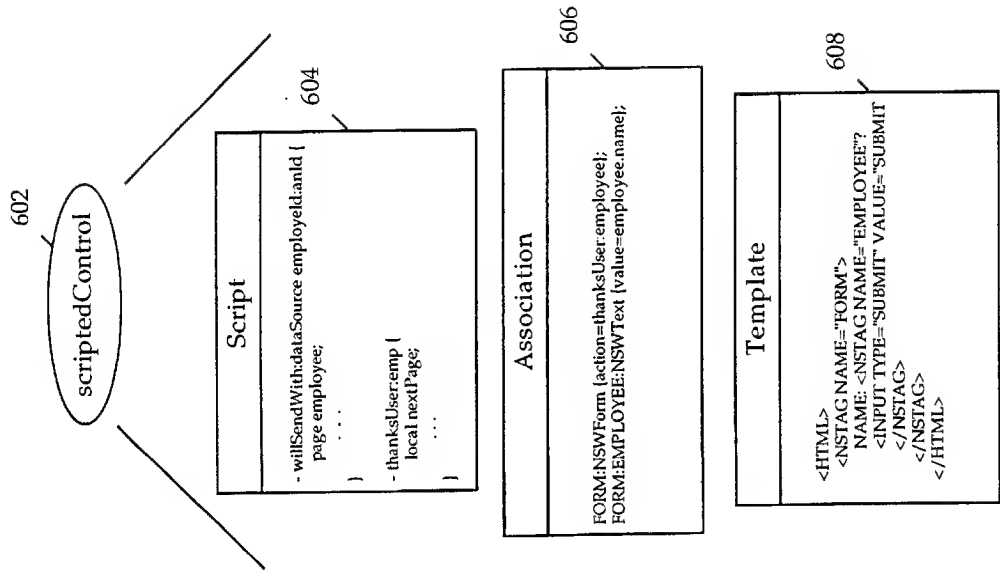 602
scriptedControl
604
Script
- willSendWith:dataSource employeId:anId {
page employee;
. . .
}
- thanksUser:emp {
local nextPage;
. . .
}
606
Association
FORM:NSWForm {action=thanksUser:employee};
FORM:EMPLOYEE:NSWText {value=employee.name};
608
Template
<HTML>
<NSTAG NAME="FORM">
NAME: <NSTAG NAME="EMPLOYEE"?
<INPUT TYPE="SUBMIT" VALUE="SUBMIT
</NSTAG>
</NSTAG>
</HTML>